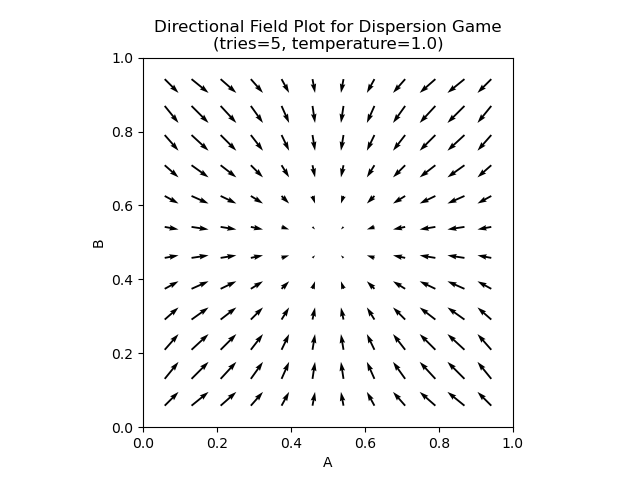 Directional Field Plot for Dispersion Game
(tries=5, temperature=1.0)
1.0
0.8
0.6
B
0.4
0.2
0.0
0.0 0.2 0.4 0.6 0.8 1.0
A